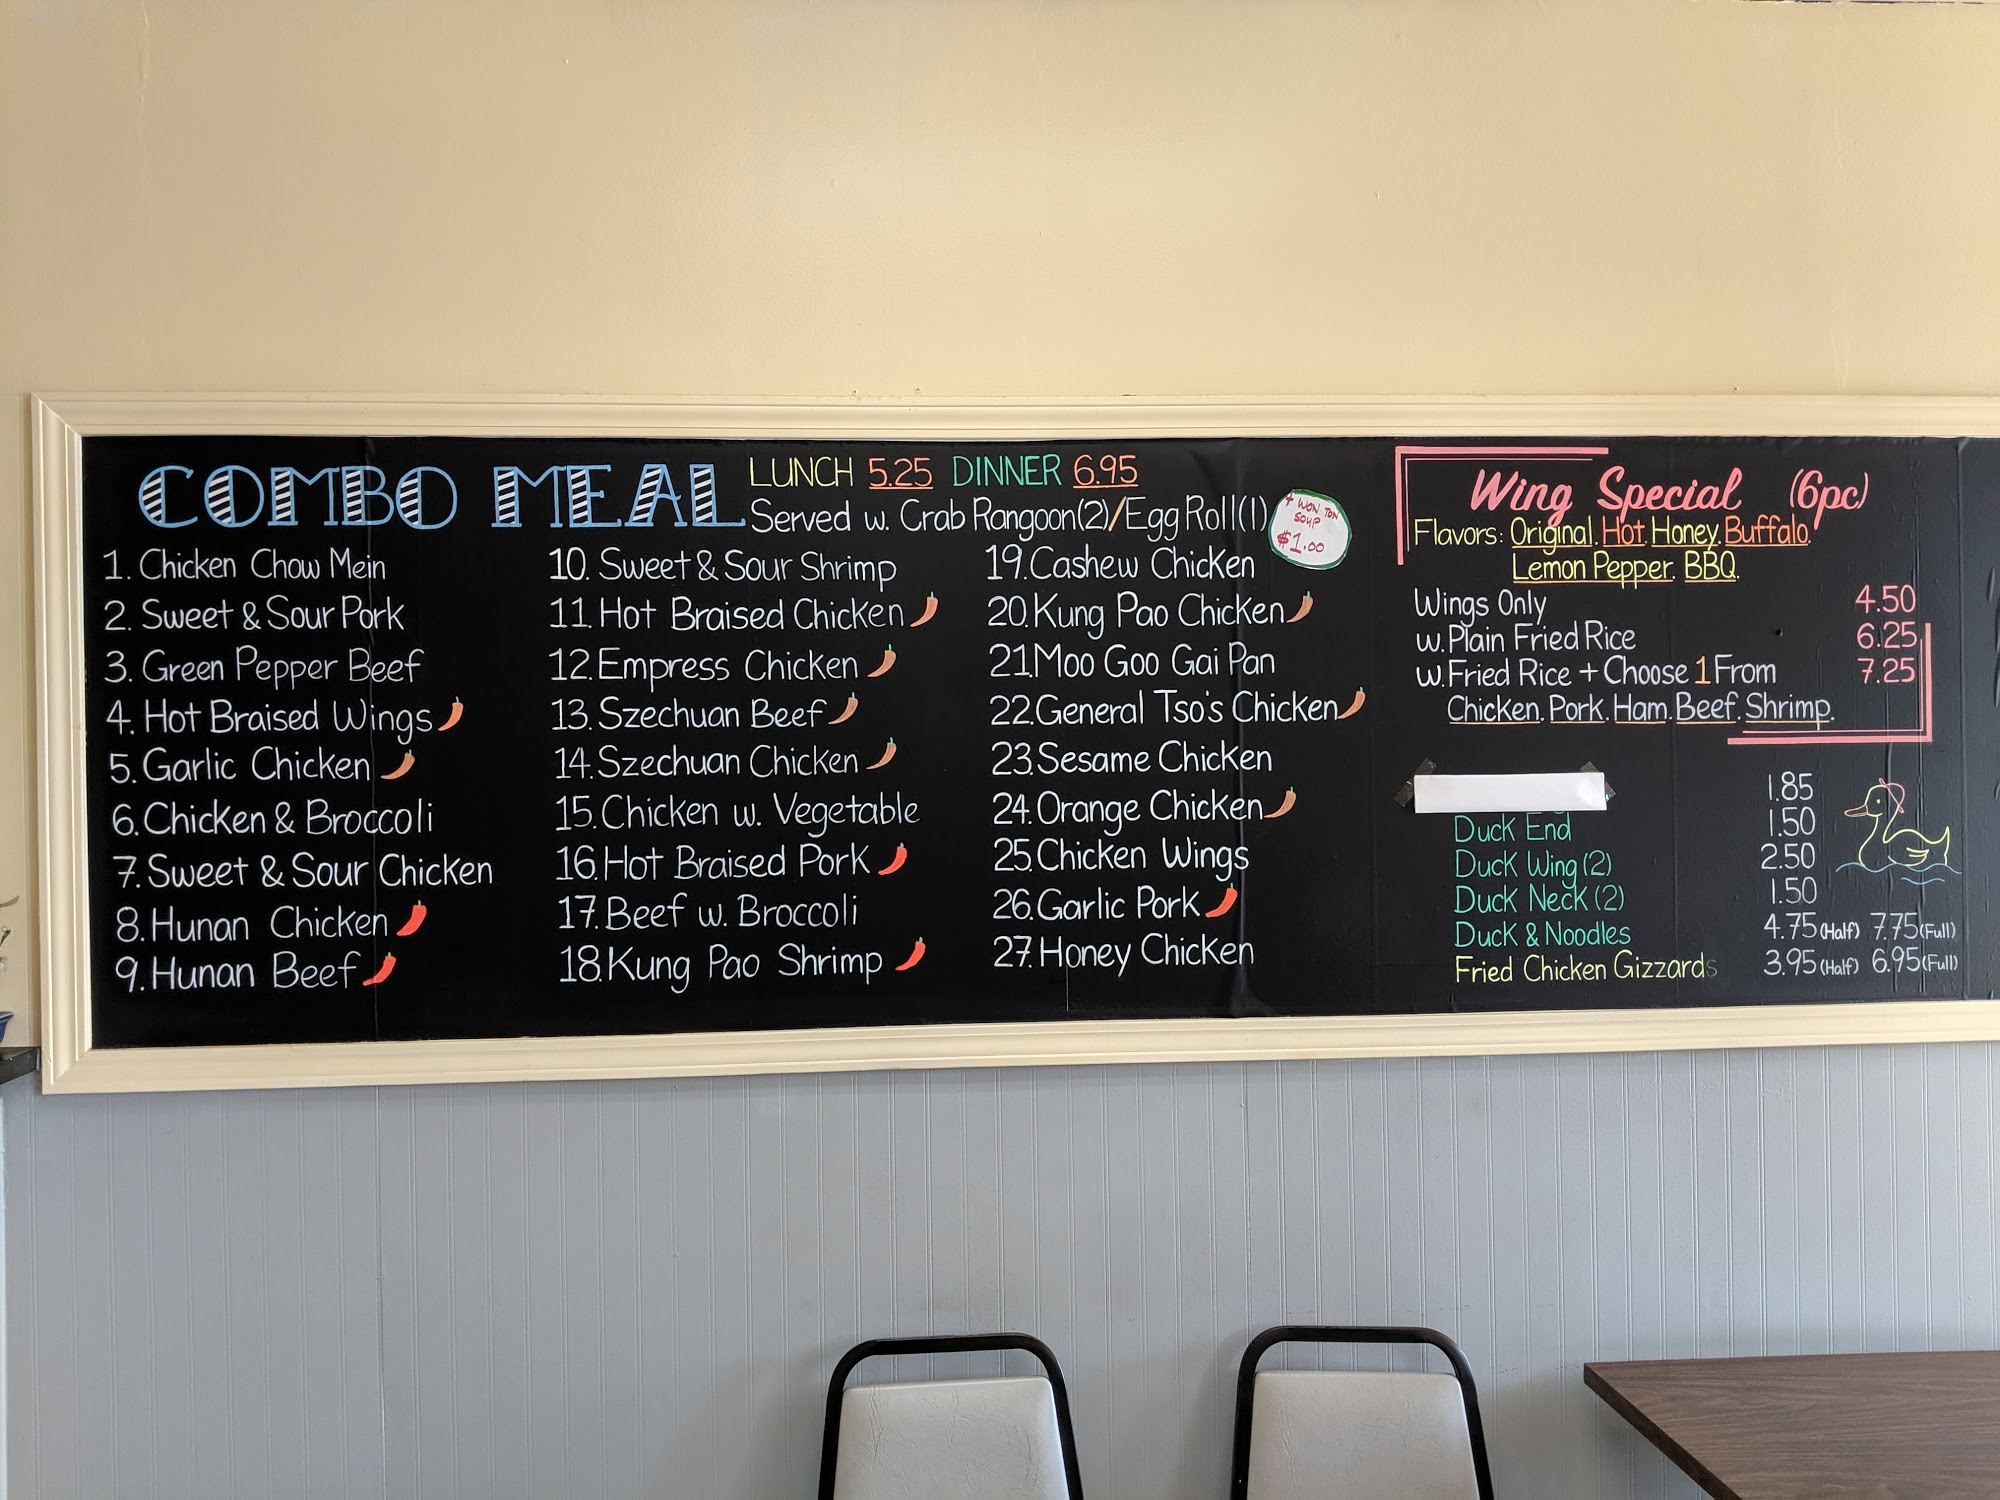 COMBO MEAL
LUNCH 5.25 DINNER 6.95
Served w. Crab Rangoon(2)/Egg Roll(1)
+ WON TON
SOUP
$1.00
1. Chicken Chow Mein
2. Sweet & Sour Pork
3. Green Pepper Beef
4. Hot Braised Wings
5. Garlic Chicken
6. Chicken & Broccoli
7. Sweet & Sour Chicken
8. Hunan Chicken
9. Hunan Beef
10. Sweet & Sour Shrimp
11. Hot Braised Chicken
12. Empress Chicken
13. Szechuan Beef
14. Szechuan Chicken
15. Chicken w. Vegetable
16. Hot Braised Pork
17. Beef w. Broccoli
18. Kung Pao Shrimp
19. Cashew Chicken
20. Kung Pao Chicken
21. Moo Goo Gai Pan
22. General Tso's Chicken
23. Sesame Chicken
24. Orange Chicken
25. Chicken Wings
26. Garlic Pork
27. Honey Chicken
Wing Special (6pc)
Flavors: Original. Hot. Honey. Buffalo.
Lemon Pepper. BBQ.
Wings Only 4.50
w. Plain Fried Rice 6.25
w. Fried Rice + Choose 1 From 7.25
Chicken. Pork. Ham. Beef. Shrimp.
1.85
Duck End 1.50
Duck Wing (2) 2.50
Duck Neck (2) 1.50
Duck & Noodles 4.75 (Half) 7.75 (Full)
Fried Chicken Gizzards 3.95 (Half) 6.95 (Full)